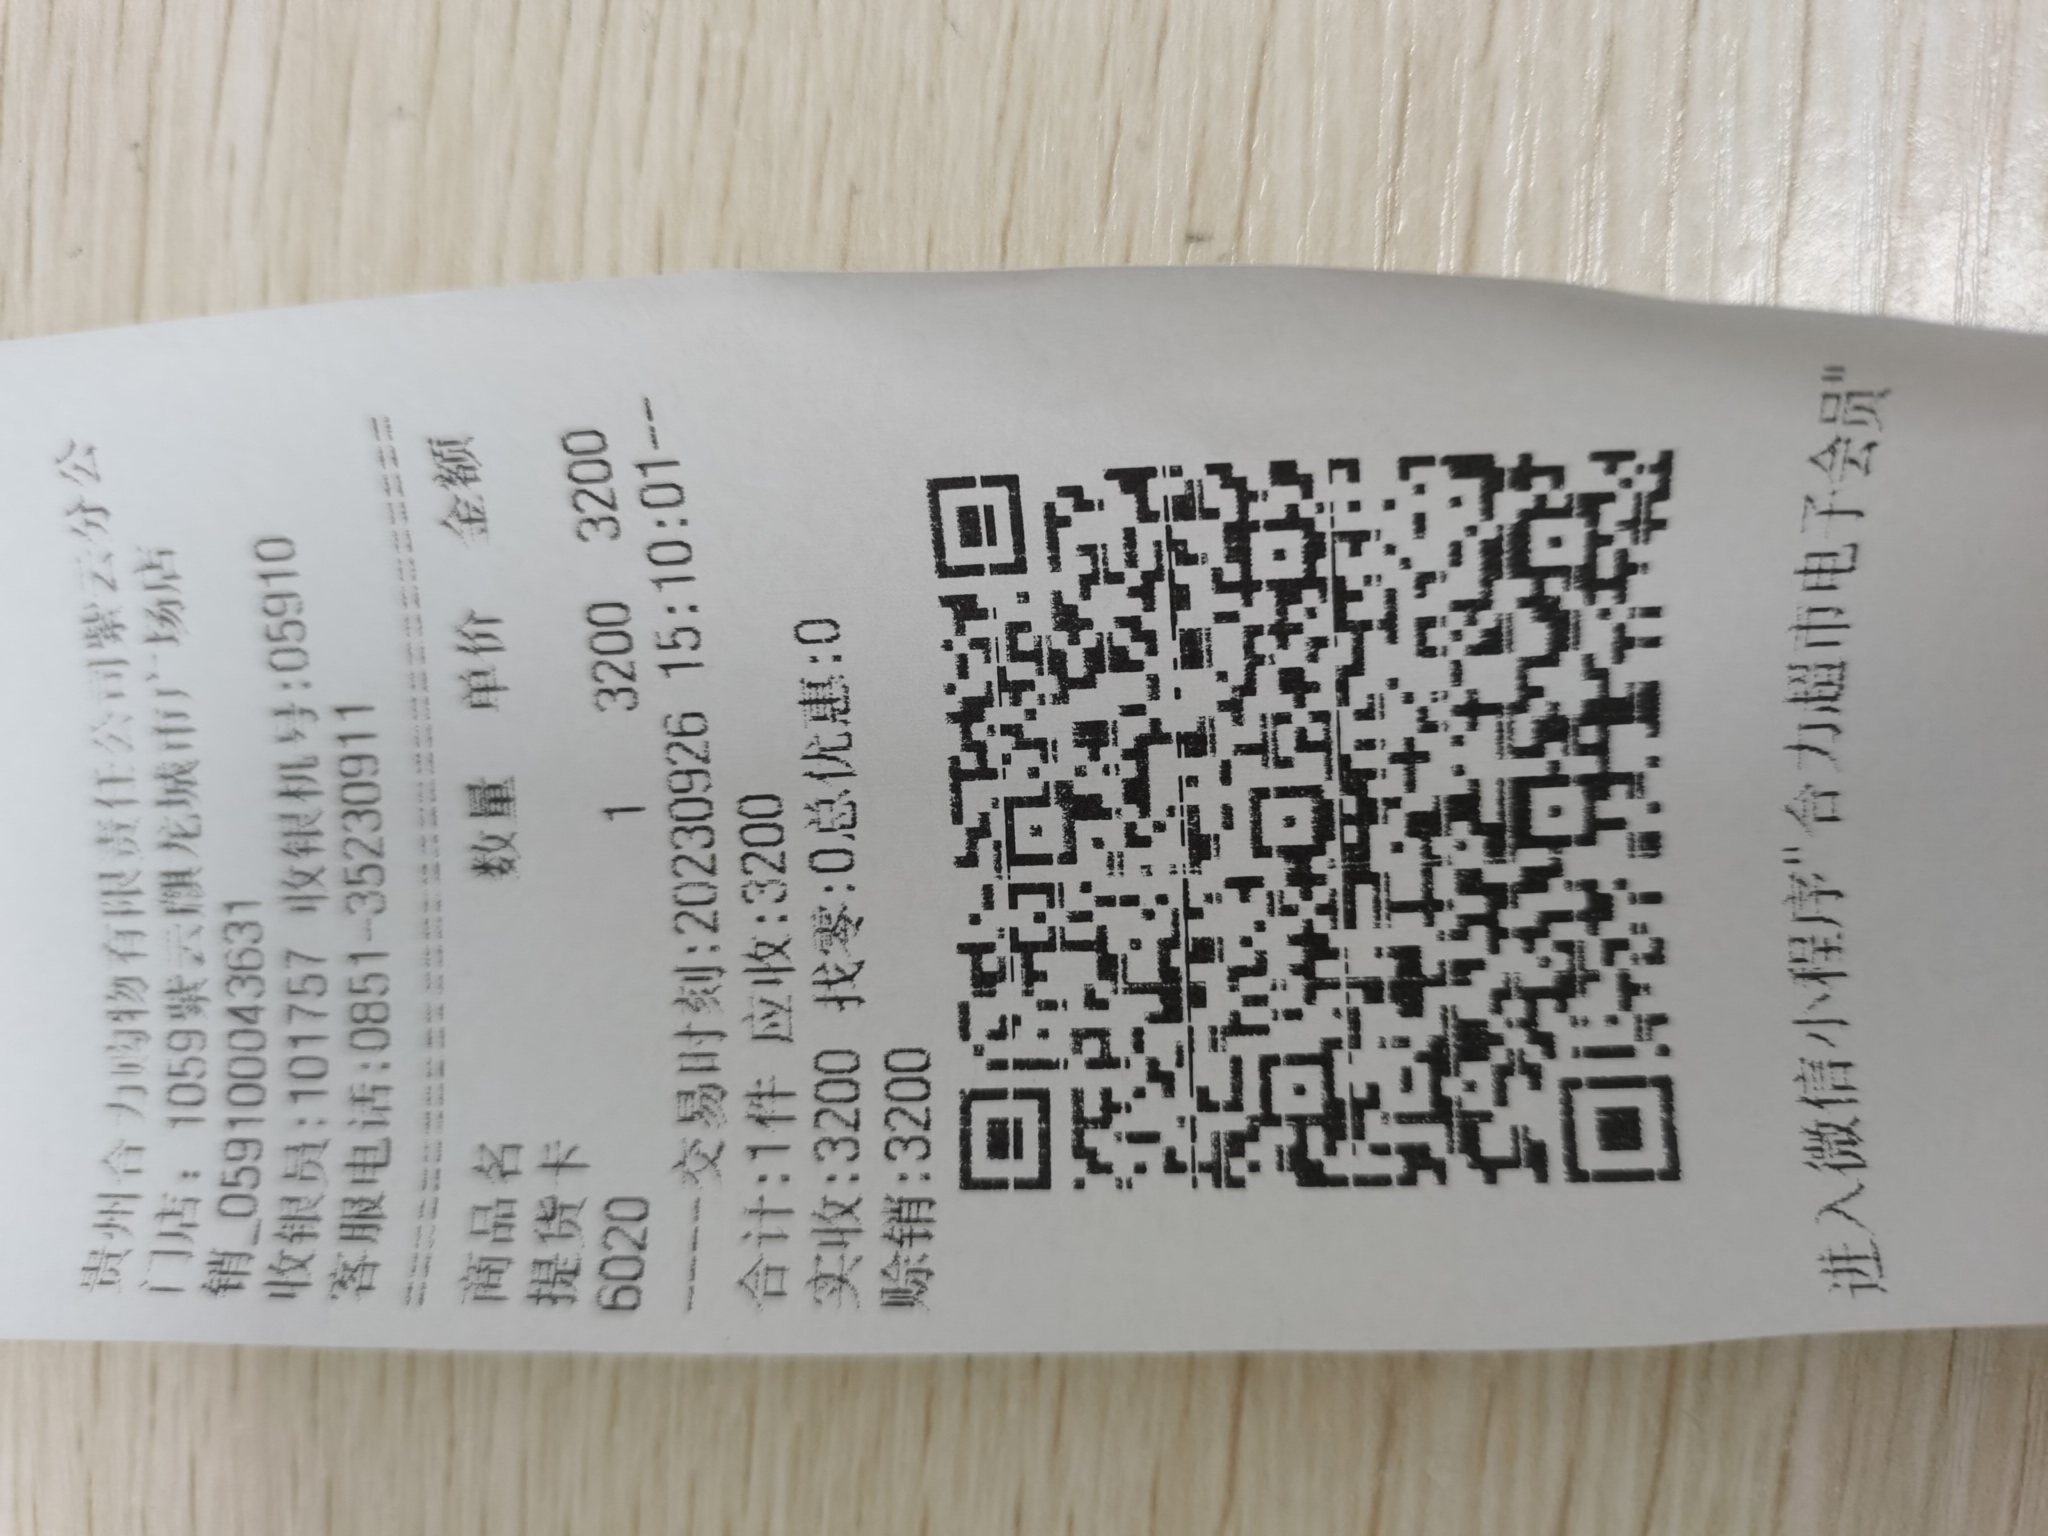 贵州合力购物有限责任公司紫云分公
门店：1059紫云麒龙城市广场店
销_0591000043631
收银员:101757 收银机号:05910
客服电话:0851-35230911
商品名 数量 单价 金额
提货卡
6020 1 3200 3200
----交易时刻:20230926 15:10:01--
合计:1件 应收:3200
实收:3200 找零:0总优惠:0
赊销:3200
进入微信小程序"合力超市电子会员"